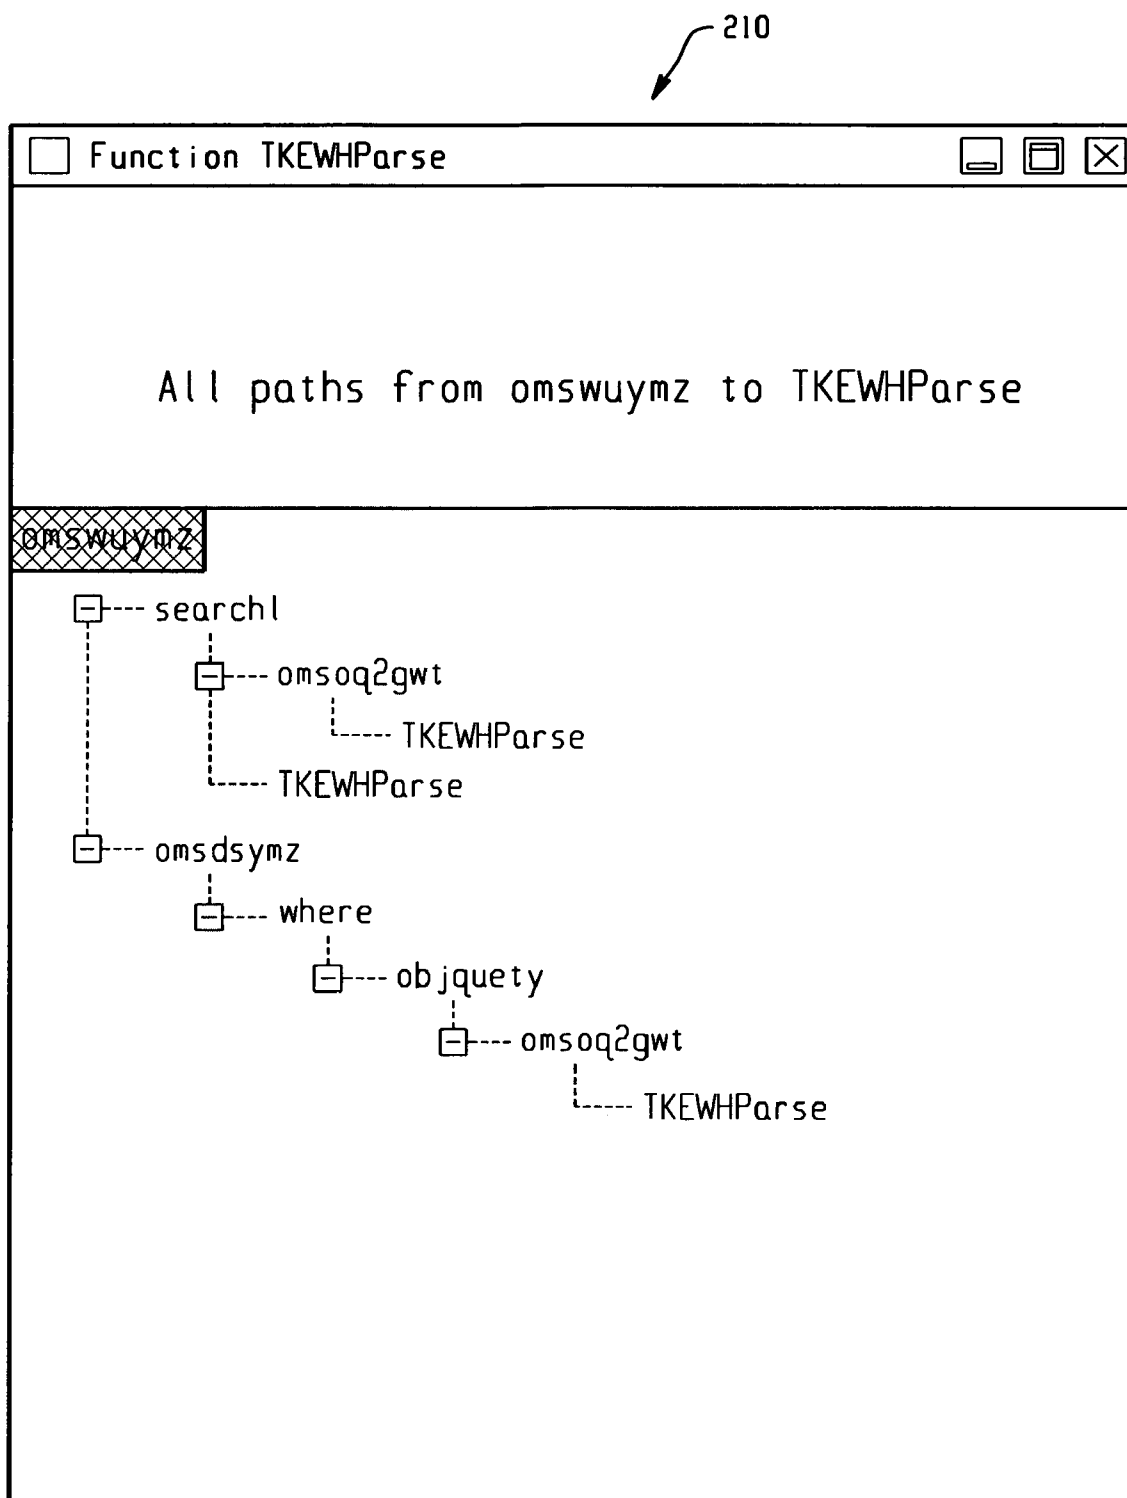 210
Function TKEWHParse
All paths from omswuymz to TKEWHParse
omswuymz
searchl
omsoq2gwt
TKEWHParse
TKEWHParse
omsdsymz
where
objquety
omsoq2gwt
TKEWHParse